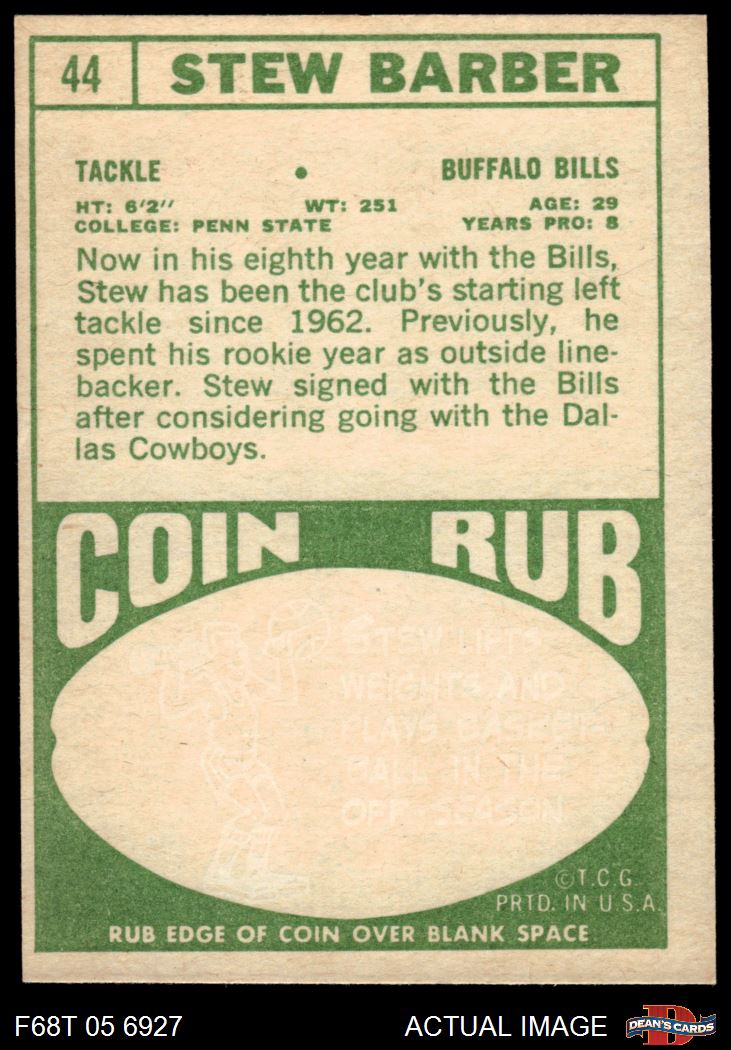 44 STEW BARBER
TACKLE • BUFFALO BILLS
HT: 6'2" WT: 251 AGE: 29
COLLEGE: PENN STATE YEARS PRO: 8
Now in his eighth year with the Bills,
Stew has been the club's starting left
tackle since 1962. Previously, he
spent his rookie year as outside line-
backer. Stew signed with the Bills
after considering going with the Dal-
las Cowboys.
COIN RUB
STEW LIFTS
WEIGHTS AND
PLAYS BASKET-
BALL IN THE
OFF-SEASON
© T.C.G.
PRTD. IN U.S.A.
RUB EDGE OF COIN OVER BLANK SPACE
F68T 05 6927 ACTUAL IMAGE DEAN'S CARDS